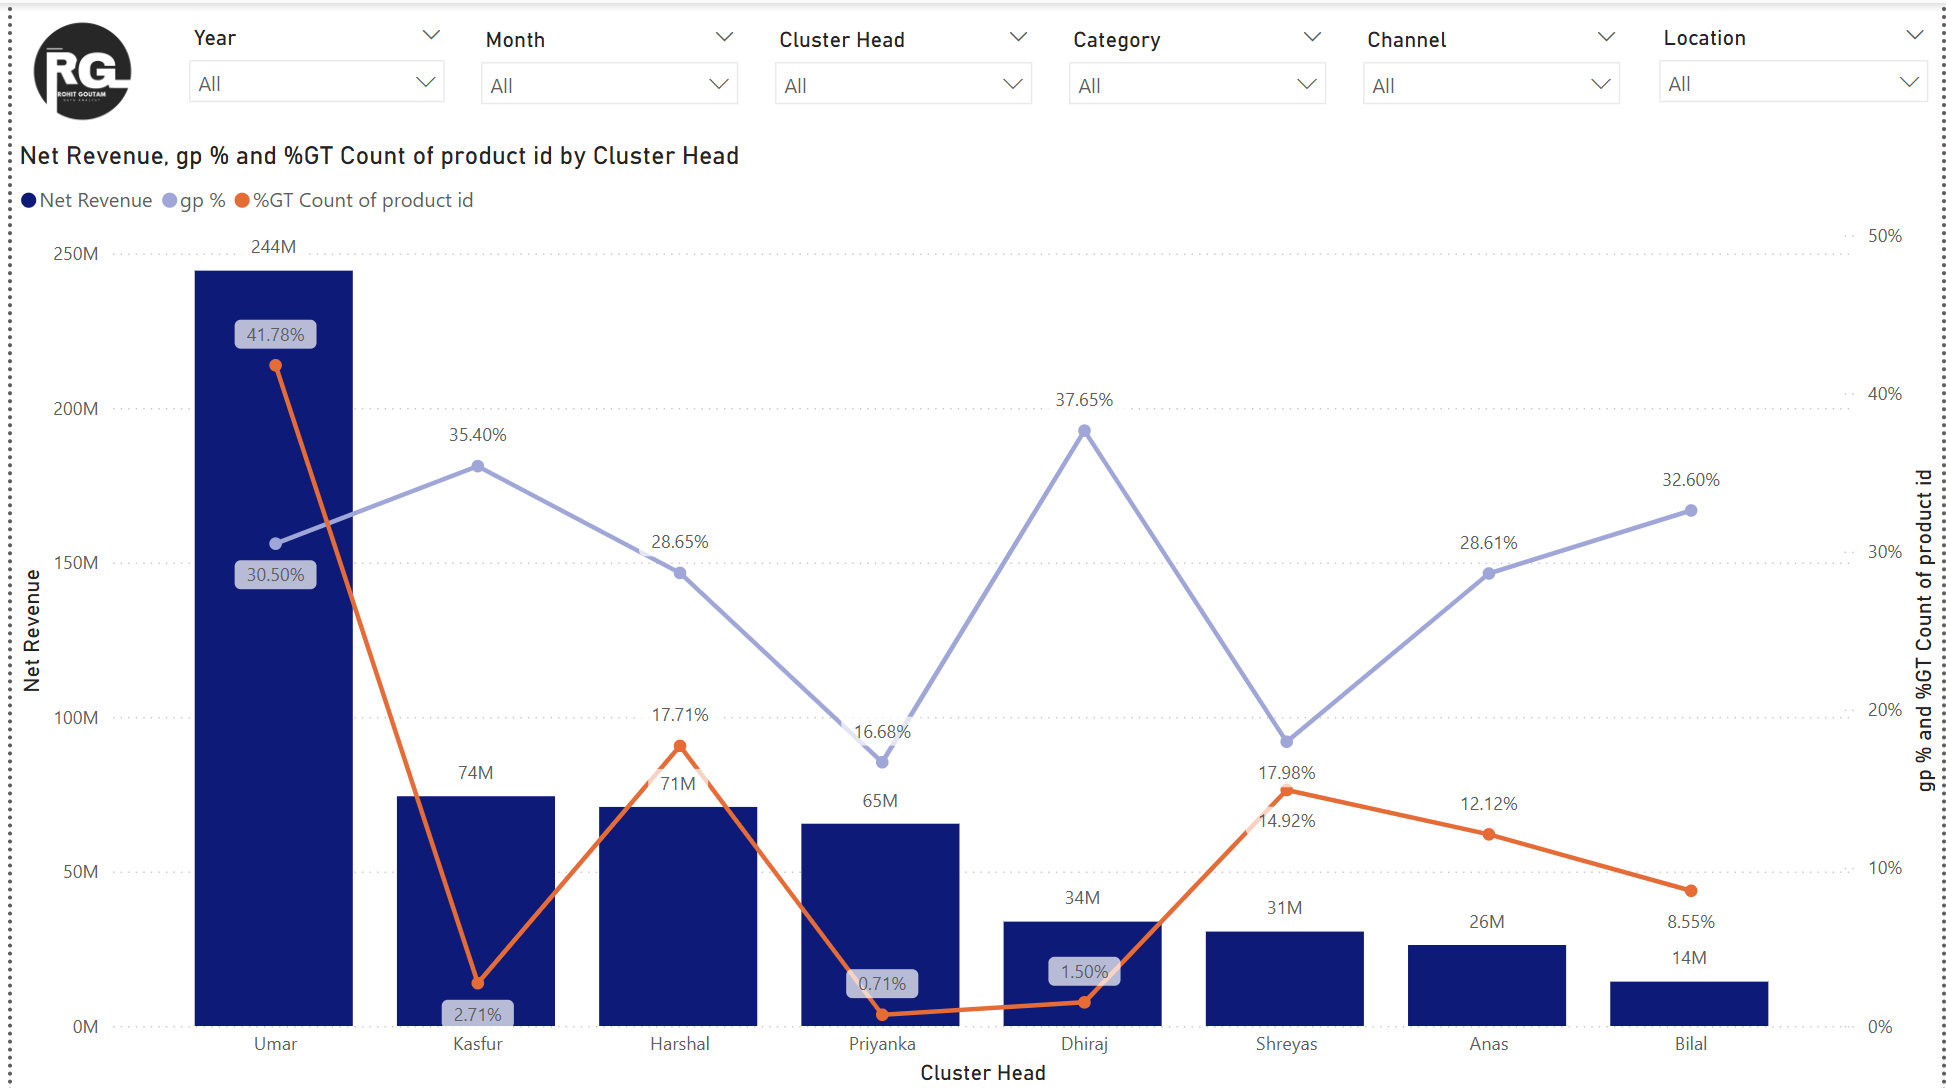 RG
ROHIT GOUTAM
DATA ANALYST
Year
All
Month
All
Cluster Head
All
Category
All
Channel
All
Location
All
Net Revenue, gp % and %GT Count of product id by Cluster Head
Net Revenue gp % %GT Count of product id
Net Revenue
250M
200M
150M
100M
50M
0M
244M
41.78%
30.50%
35.40%
74M
2.71%
28.65%
17.71%
71M
16.68%
65M
0.71%
37.65%
34M
1.50%
17.98%
14.92%
31M
28.61%
12.12%
26M
32.60%
8.55%
14M
50%
40%
30%
20%
10%
0%
gp % and %GT Count of product id
Umar Kasfur Harshal Priyanka Dhiraj Shreyas Anas Bilal
Cluster Head